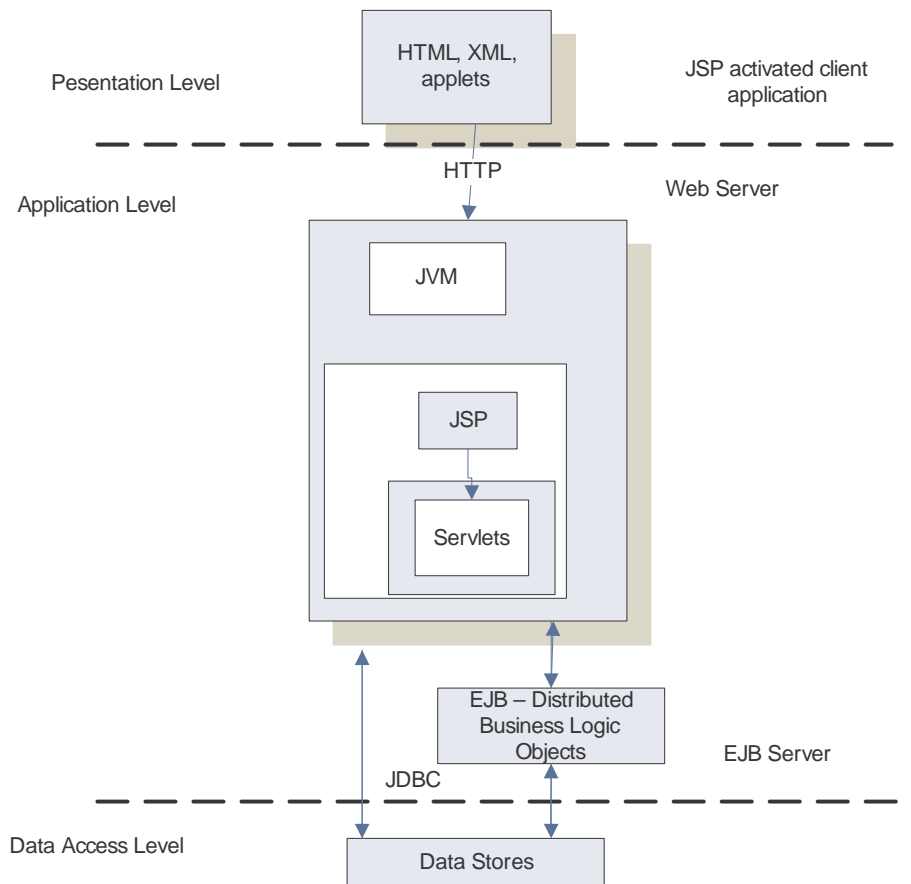 HTML, XML,
applets
Pesentation Level
JSP activated client
application
HTTP
Web Server
Application Level
JVM
JSP
Servlets
EJB – Distributed
Business Logic
Objects
EJB Server
JDBC
Data Access Level
Data Stores